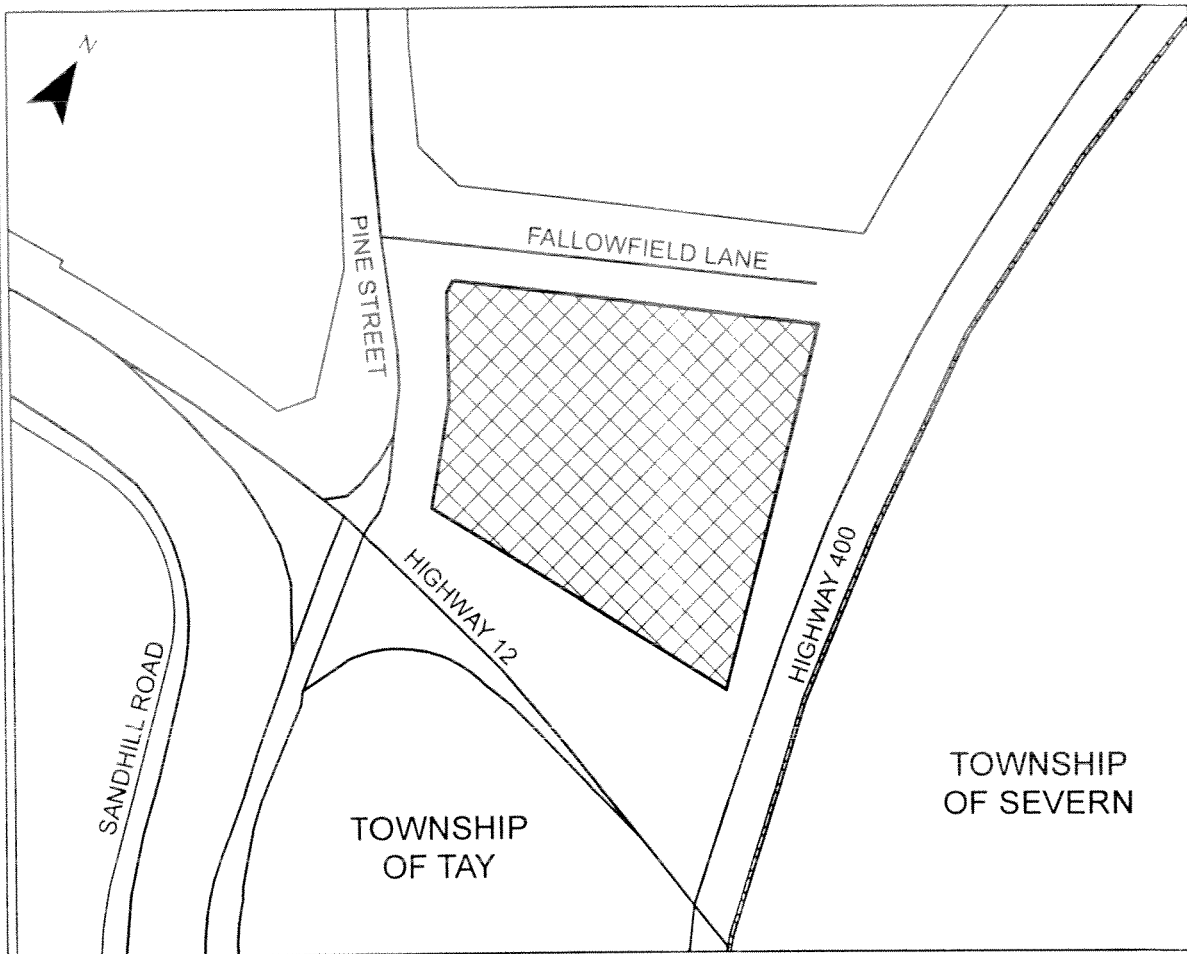 N
PINE STREET
FALLOWFIELD LANE
HIGHWAY 12
HIGHWAY 400
SANDHILL ROAD
TOWNSHIP
OF SEVERN
TOWNSHIP
OF TAY